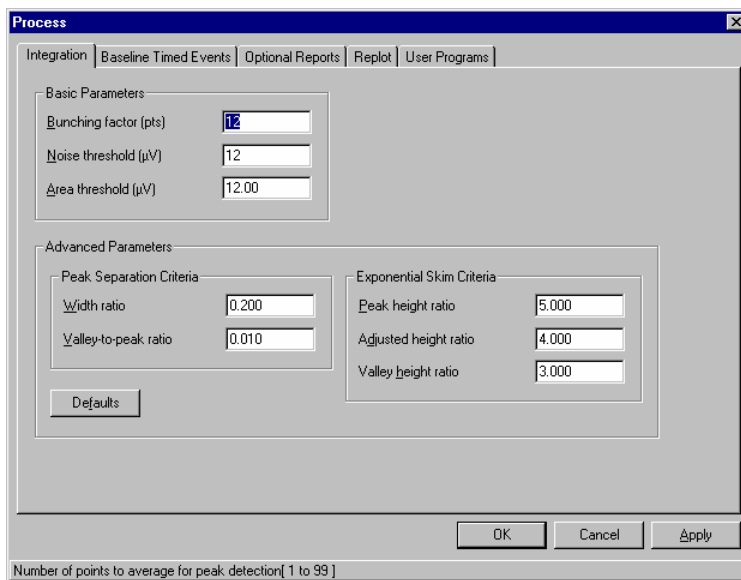 Process
Integration Baseline Timed Events Optional Reports Replot User Programs
Basic Parameters
Bunching factor (pts) 12
Noise threshold (µV) 12
Area threshold (µV) 12.00
Advanced Parameters
Peak Separation Criteria
Width ratio 0.200
Valley-to-peak ratio 0.010
Exponential Skim Criteria
Peak height ratio 5.000
Adjusted height ratio 4.000
Valley height ratio 3.000
Defaults
OK Cancel Apply
Number of points to average for peak detection[ 1 to 99 ]